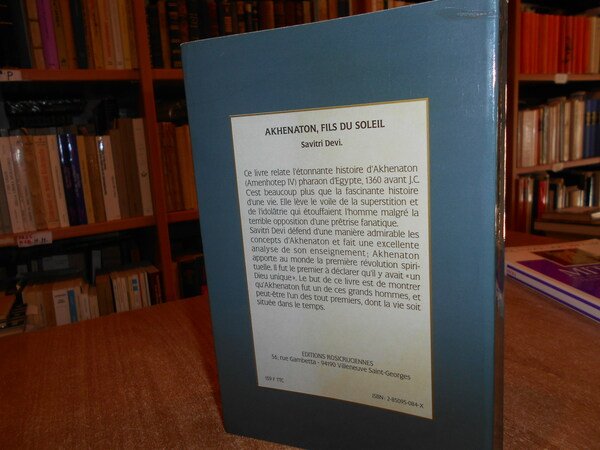 AKHENATON, FILS DU SOLEIL
Savitri Devi.
Ce livre relate l'étonnante histoire d'Akhenaton
(Amenhotep IV) pharaon d'Egypte, 1360 avant J.C.
C'est beaucoup plus que la fascinante histoire
d'une vie. Elle lève le voile de la superstition et
de l'idolâtrie qui étouffaient l'homme malgré la
terrible opposition d'une prêtrise fanatique.
Savitri Devi défend d'une manière admirable les
concepts d'Akhenaton et fait une excellente
analyse de son enseignement; Akhenaton
apporte au monde la première révolution spiri-
tuelle. Il fut le premier à déclarer qu'il y avait «un
Dieu unique». Le but de ce livre est de montrer
qu'Akhenaton fut un de ces grands hommes, et
peut-être l'un des tout premiers, dont la vie soit
située dans le temps.
EDITIONS ROSICRUCIENNES
56, rue Gambetta - 94190 Villeneuve Saint-Georges
159 F TTC
ISBN : 2-85095-084-X